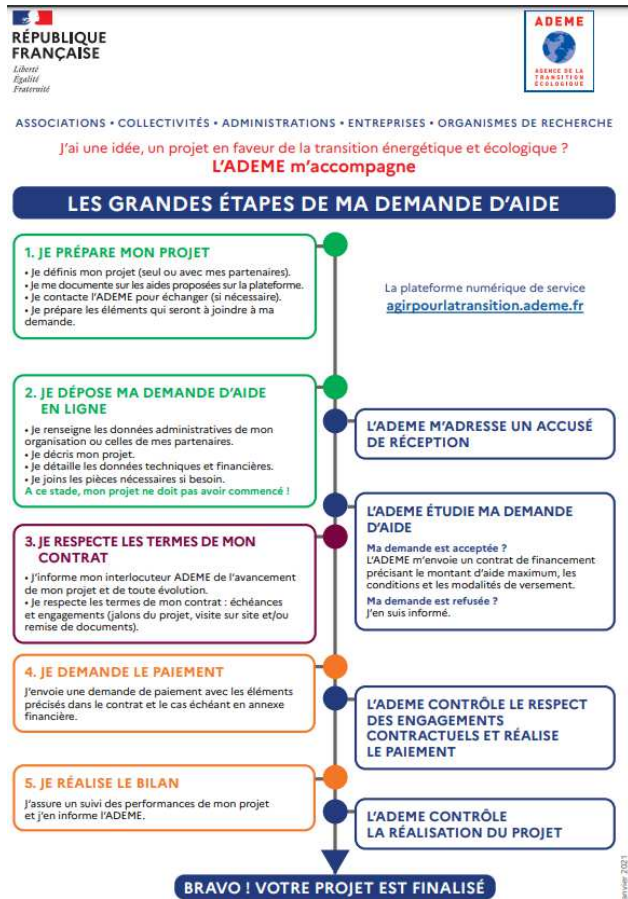 RÉPUBLIQUE
FRANÇAISE
Liberté
Égalité
Fraternité
ADEME
AGENCE DE LA
TRANSITION
ÉCOLOGIQUE
ASSOCIATIONS • COLLECTIVITÉS • ADMINISTRATIONS • ENTREPRISES • ORGANISMES DE RECHERCHE
J'ai une idée, un projet en faveur de la transition énergétique et écologique ?
L'ADEME m'accompagne
LES GRANDES ÉTAPES DE MA DEMANDE D'AIDE
1. JE PRÉPARE MON PROJET
• Je définis mon projet (seul ou avec mes partenaires).
• Je me documente sur les aides proposées sur la plateforme.
• Je contacte l'ADEME pour échanger (si nécessaire).
• Je prépare les éléments qui seront à joindre à ma
demande.
La plateforme numérique de service
agirpourlatransition.ademe.fr
2. JE DÉPOSE MA DEMANDE D'AIDE
EN LIGNE
• Je renseigne les données administratives de mon
organisation ou celles de mes partenaires.
• Je décris mon projet.
• Je détaille les données techniques et financières.
• Je joins les pièces nécessaires si besoin.
A ce stade, mon projet ne doit pas avoir commencé !
L'ADEME M'ADRESSE UN ACCUSÉ
DE RÉCEPTION
L'ADEME ÉTUDIE MA DEMANDE
D'AIDE
Ma demande est acceptée ?
L'ADEME m'envoie un contrat de financement
précisant le montant d'aide maximum, les
conditions et les modalités de versement.
Ma demande est refusée ?
J'en suis informé.
3. JE RESPECTE LES TERMES DE MON
CONTRAT
• J'informe mon interlocuteur ADEME de l'avancement
de mon projet et de toute évolution.
• Je respecte les termes de mon contrat : échéances
et engagements (jalons du projet, visite sur site et/ou
remise de documents).
4. JE DEMANDE LE PAIEMENT
J'envoie une demande de paiement avec les éléments
précisés dans le contrat et le cas échéant en annexe
financière.
L'ADEME CONTRÔLE LE RESPECT
DES ENGAGEMENTS
CONTRACTUELS ET RÉALISE
LE PAIEMENT
5. JE RÉALISE LE BILAN
J'assure un suivi des performances de mon projet
et j'en informe l'ADEME.
L'ADEME CONTRÔLE
LA RÉALISATION DU PROJET
BRAVO ! VOTRE PROJET EST FINALISÉ
anvier 2021